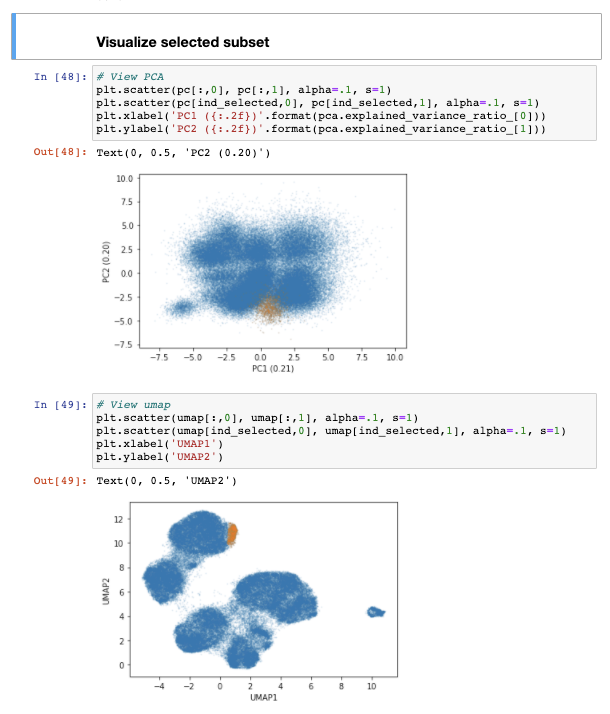 Visualize selected subset
In [48]: # View PCA
plt.scatter(pc[:,0], pc[:,1], alpha=.1, s=1)
plt.scatter(pc[ind_selected,0], pc[ind_selected,1], alpha=.1, s=1)
plt.xlabel('PC1 ({:.2f})'.format(pca.explained_variance_ratio_[0]))
plt.ylabel('PC2 ({:.2f})'.format(pca.explained_variance_ratio_[1]))
Out[48]: Text(0, 0.5, 'PC2 (0.20)')
10.0
7.5
5.0
2.5
0.0
−2.5
−5.0
−7.5
PC2 (0.20)
−7.5 −5.0 −2.5 0.0 2.5 5.0 7.5 10.0
PC1 (0.21)
In [49]: # View umap
plt.scatter(umap[:,0], umap[:,1], alpha=.1, s=1)
plt.scatter(umap[ind_selected,0], umap[ind_selected,1], alpha=.1, s=1)
plt.xlabel('UMAP1')
plt.ylabel('UMAP2')
Out[49]: Text(0, 0.5, 'UMAP2')
12
10
8
6
4
2
0
UMAP2
−4 −2 0 2 4 6 8 10
UMAP1